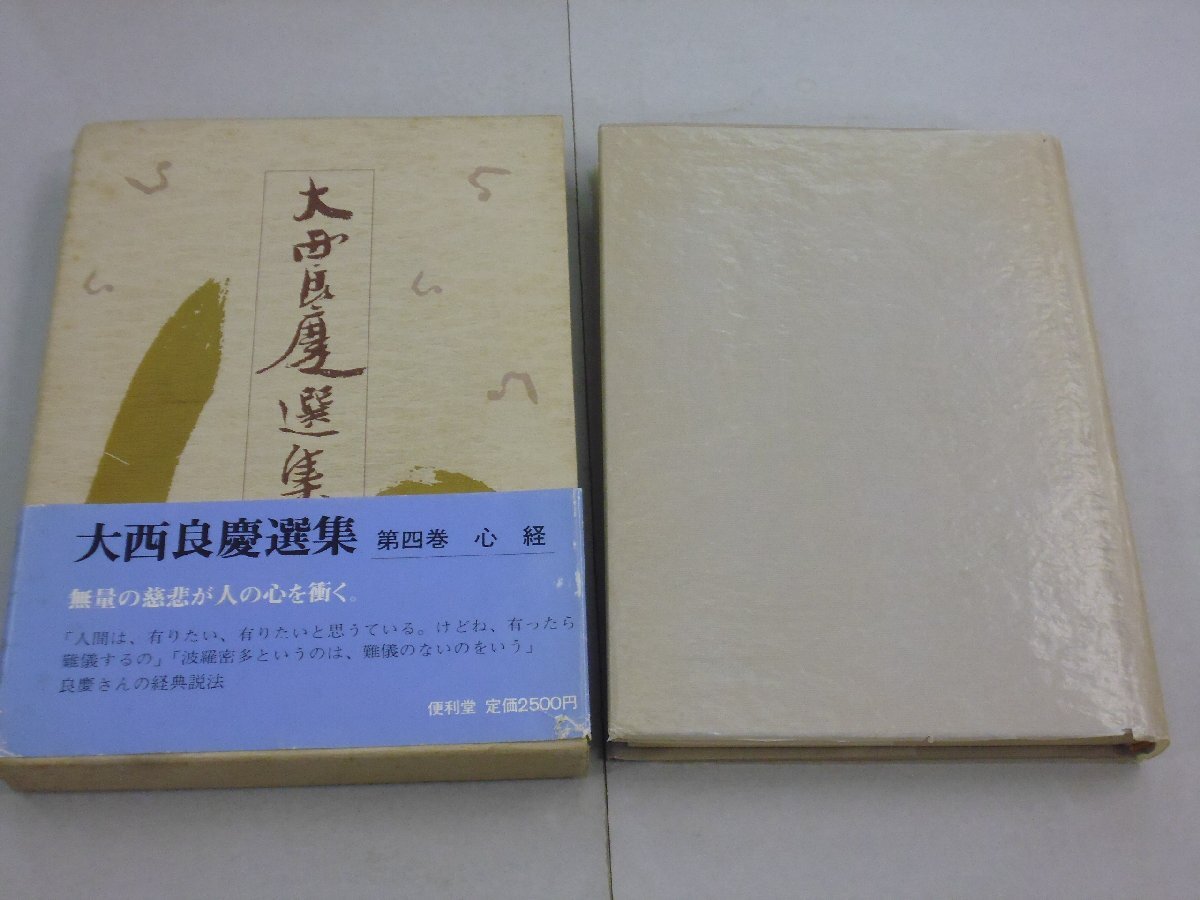 大西良慶選集
大西良慶選集 第四巻 心経
無量の慈悲が人の心を衝く。
「人間は、有りたい、有りたいと思うている。けどね、有ったら
難儀するの」「波羅密多というのは、難儀のないのをいう」
良慶さんの経典説法
便利堂 定価2500円